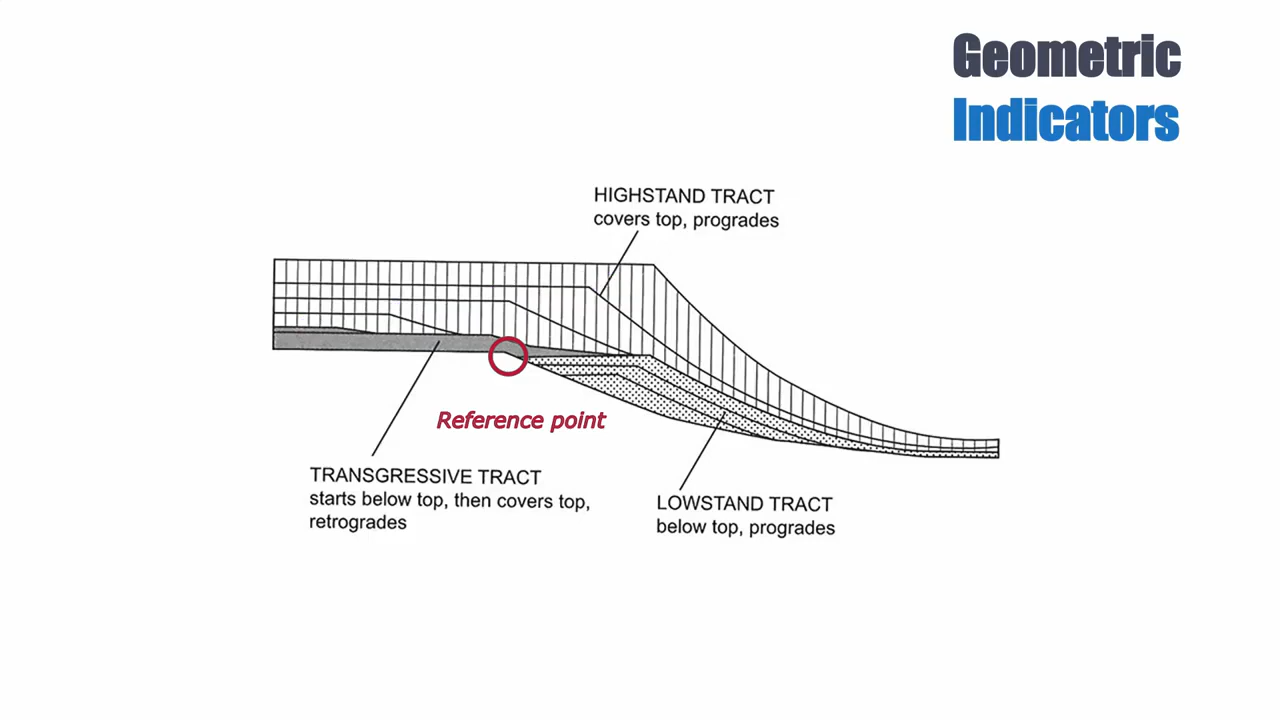 Geometric
Indicators
HIGHSTAND TRACT
covers top, progrades
Reference point
TRANSGRESSIVE TRACT
starts below top, then covers top,
retrogrades
LOWSTAND TRACT
below top, progrades